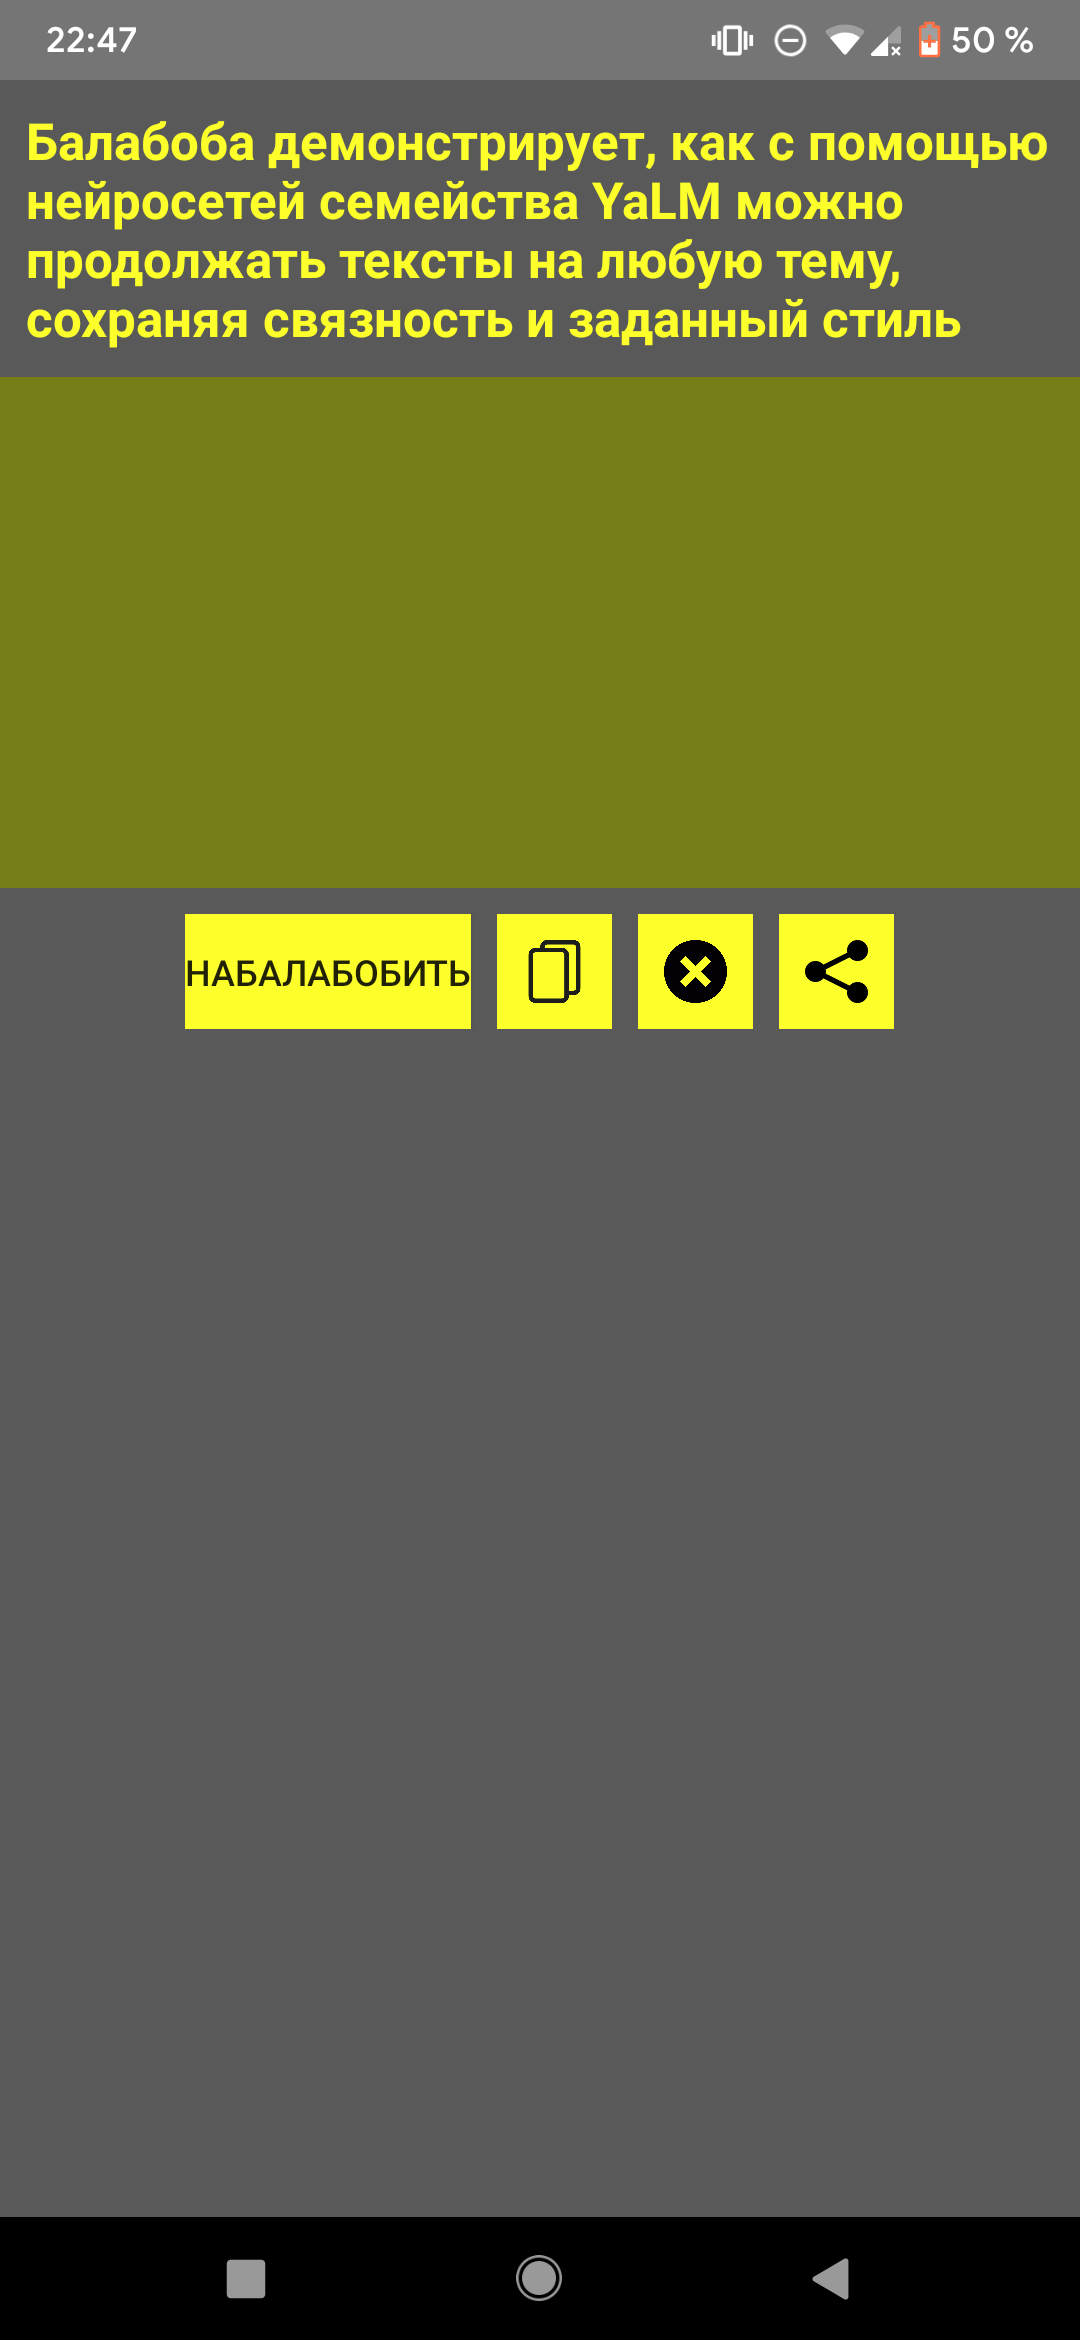 22:47 50 %
Балабоба демонстрирует, как с помощью
нейросетей семейства YaLM можно
продолжать тексты на любую тему,
сохраняя связность и заданный стиль
НАБАЛАБОБИТЬ